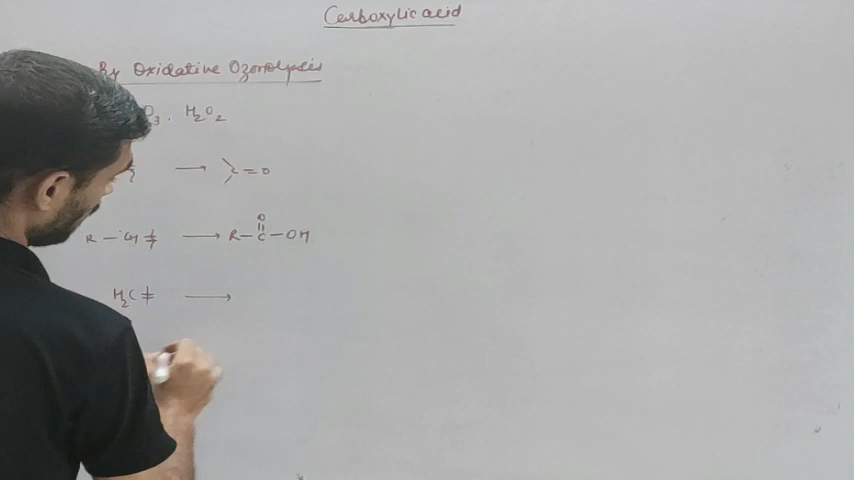 Carboxylic acid
By Oxidative Ozonolysis
O3. H2O2
⟶ >=O
R-CH= ⟶ R-C(=O)-OH
H2C= ⟶